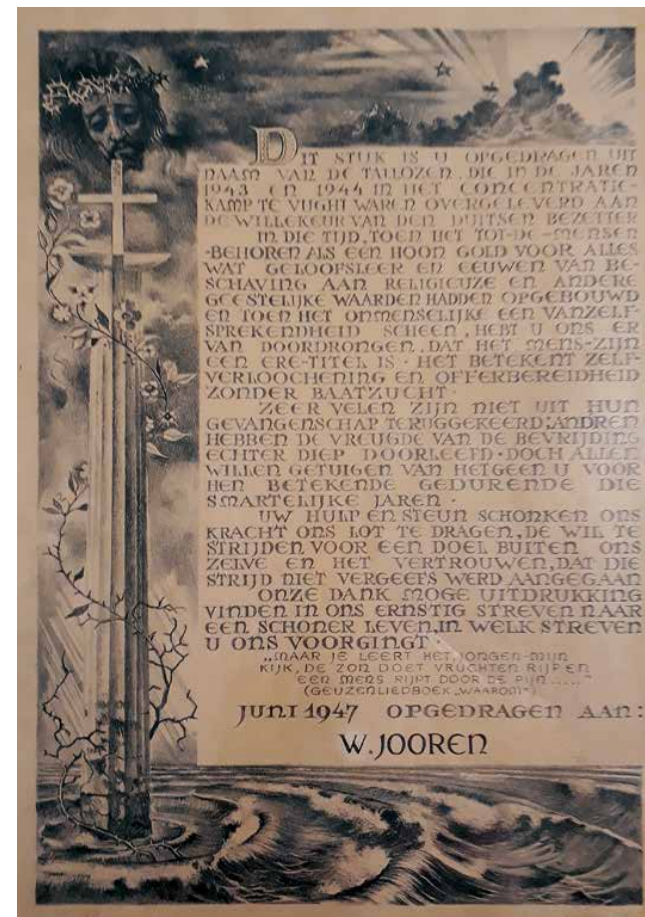 DIT STUK IS U OPGEDRAGEN UIT
NAAM VAN DE TALLOZEN, DIE IN DE JAREN
1943 EN 1944 IN HET CONCENTRATIE-
KAMP TE VUGHT WAREN OVERGELEVERD AAN
DE WILLEKEUR VAN DEN DUITSEN BEZETTER
IN DIE TIJD, TOEN HET TOT-DE-MENSEN
-BEHOREN ALS EEN HOON GOLD VOOR ALLES
WAT GELOOFSLEER EN EEUWEN VAN BE-
SCHAVING AAN RELIGIEUZE EN ANDERE
GEESTELIJKE WAARDEN HADDEN OPGEBOUWD
EN TOEN HET ONMENSELIJKE EEN VANZELF-
SPREKENDHEID SCHEEN, HEBT U ONS ER
VAN DOORDRONGEN, DAT HET MENS-ZIJN
EEN ERE-TITEL IS · HET BETEKENT ZELF-
VERLOOCHENING EN OFFERBEREIDHEID
ZONDER BAATZUCHT·
ZEER VELEN ZIJN NIET UIT HUN
GEVANGENSCHAP TERUGGEKEERD; ANDREN
HEBBEN DE VREUGDE VAN DE BEVRIJDING
ECHTER DIEP DOORLEEFD·DOCH ALLEN
WILLEN GETUIGEN VAN HETGEEN U VOOR
HEN BETEKENDE GEDURENDE DIE
SMARTELIJKE JAREN ·
UW HULP EN STEUN SCHONKEN ONS
KRACHT ONS LOT TE DRAGEN, DE WIL TE
STRIJDEN VOOR EEN DOEL BUITEN ONS
ZELVE EN HET VERTROUWEN, DAT DIE
STRIJD NIET VERGEEFS WERD AANGEGAAN
ONZE DANK MOGE UITDRUKKING
VINDEN IN ONS ERNSTIG STREVEN NAAR
EEN SCHONER LEVEN, IN WELK STREVEN
U ONS VOORGINGT·
„MAAR JE LEERT HET JONGEN-MIJN
KIJK, DE ZON DOET VRUCHTEN RIJPEN
EEN MENS RIJPT DOOR DE PIJN....."
(GEUZENLIEDBOEK „WAAROM")
JUNI 1947 OPGEDRAGEN AAN:
W. JOOREN